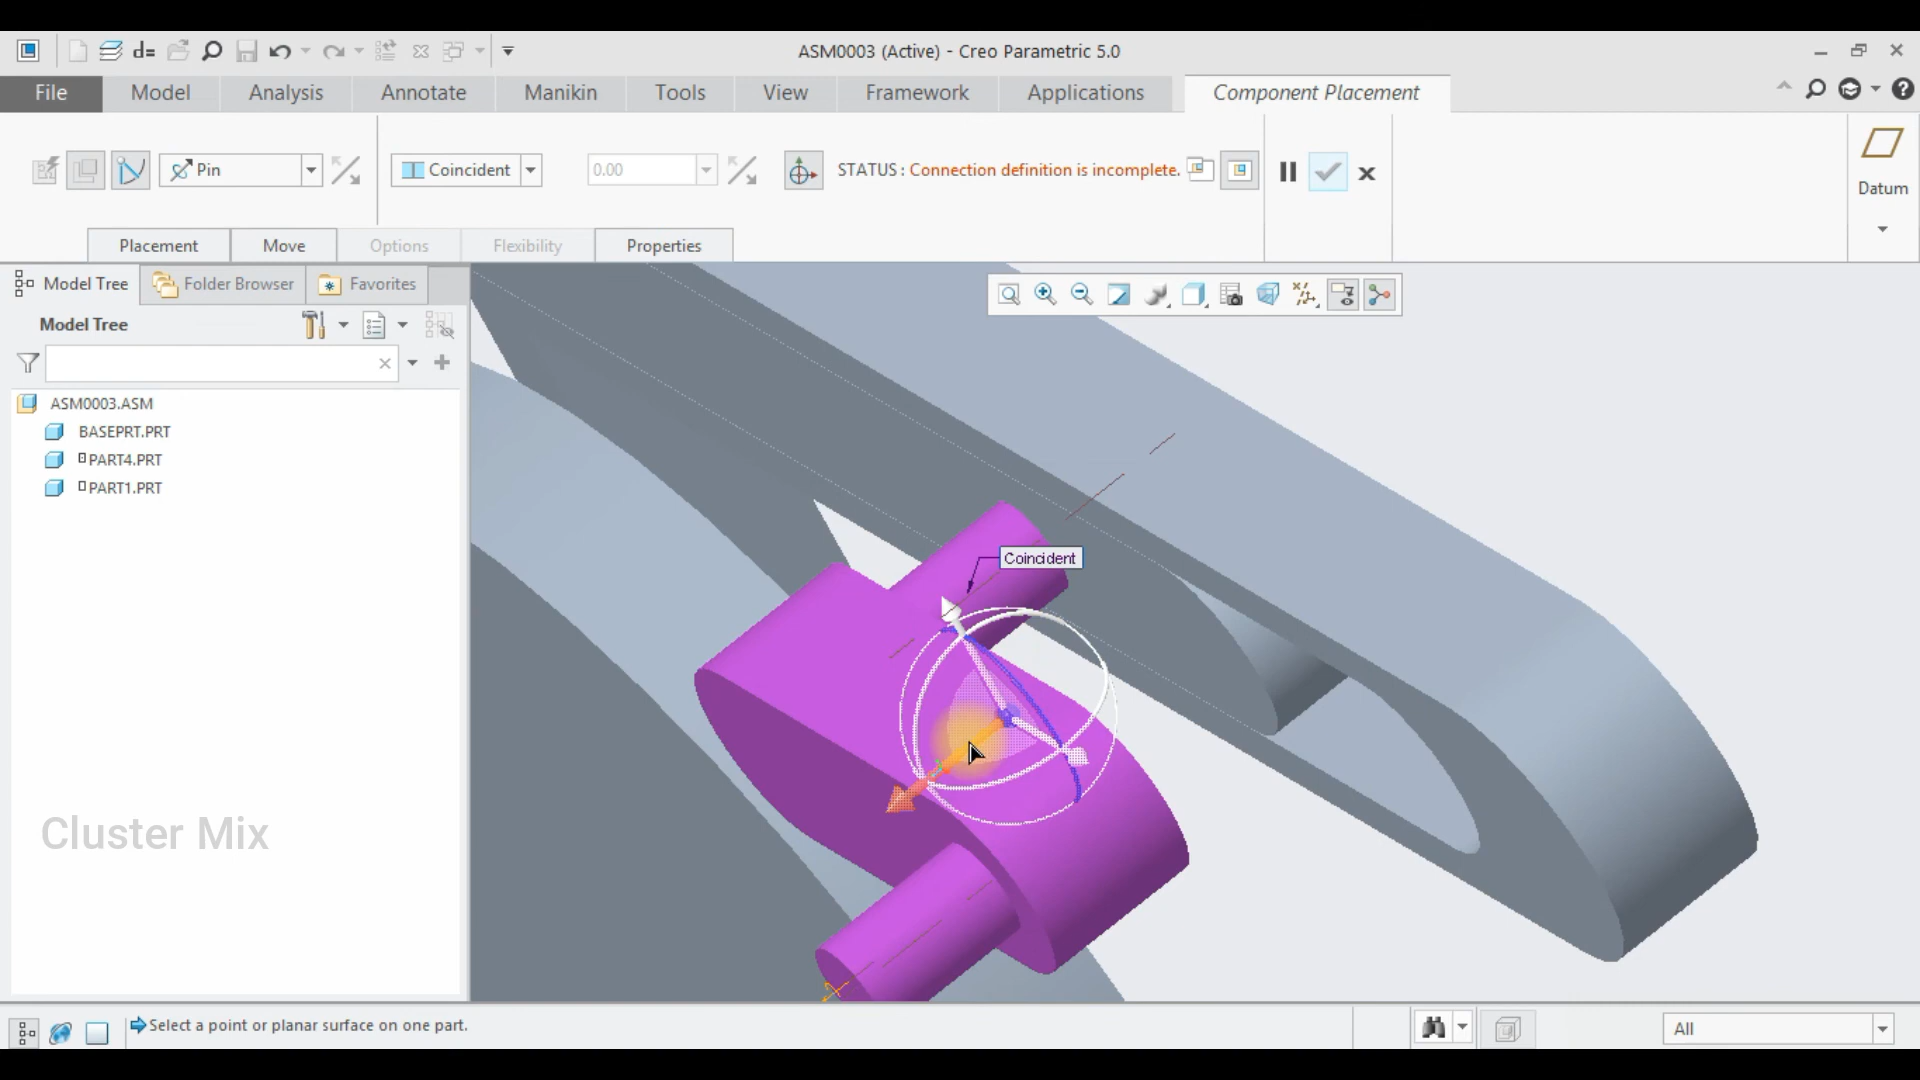 d=
ASM0003 (Active) - Creo Parametric 5.0
File Model Analysis Annotate Manikin Tools View Framework Applications Component Placement
Pin Coincident 0.00 STATUS : Connection definition is incomplete.
Datum
Placement Move Options Flexibility Properties
Model Tree Folder Browser Favorites
Model Tree
ASM0003.ASM
BASEPRT.PRT
PART4.PRT
PART1.PRT
Coincident
Cluster Mix
Select a point or planar surface on one part.
All